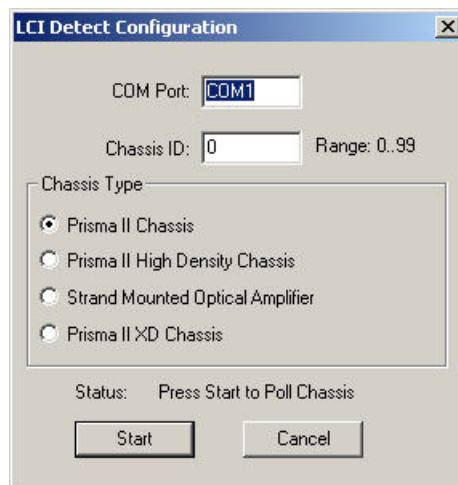 LCI Detect Configuration
COM Port: COM1
Chassis ID: 0 Range: 0..99
Chassis Type
Prisma II Chassis
Prisma II High Density Chassis
Strand Mounted Optical Amplifier
Prisma II XD Chassis
Status: Press Start to Poll Chassis
Start Cancel